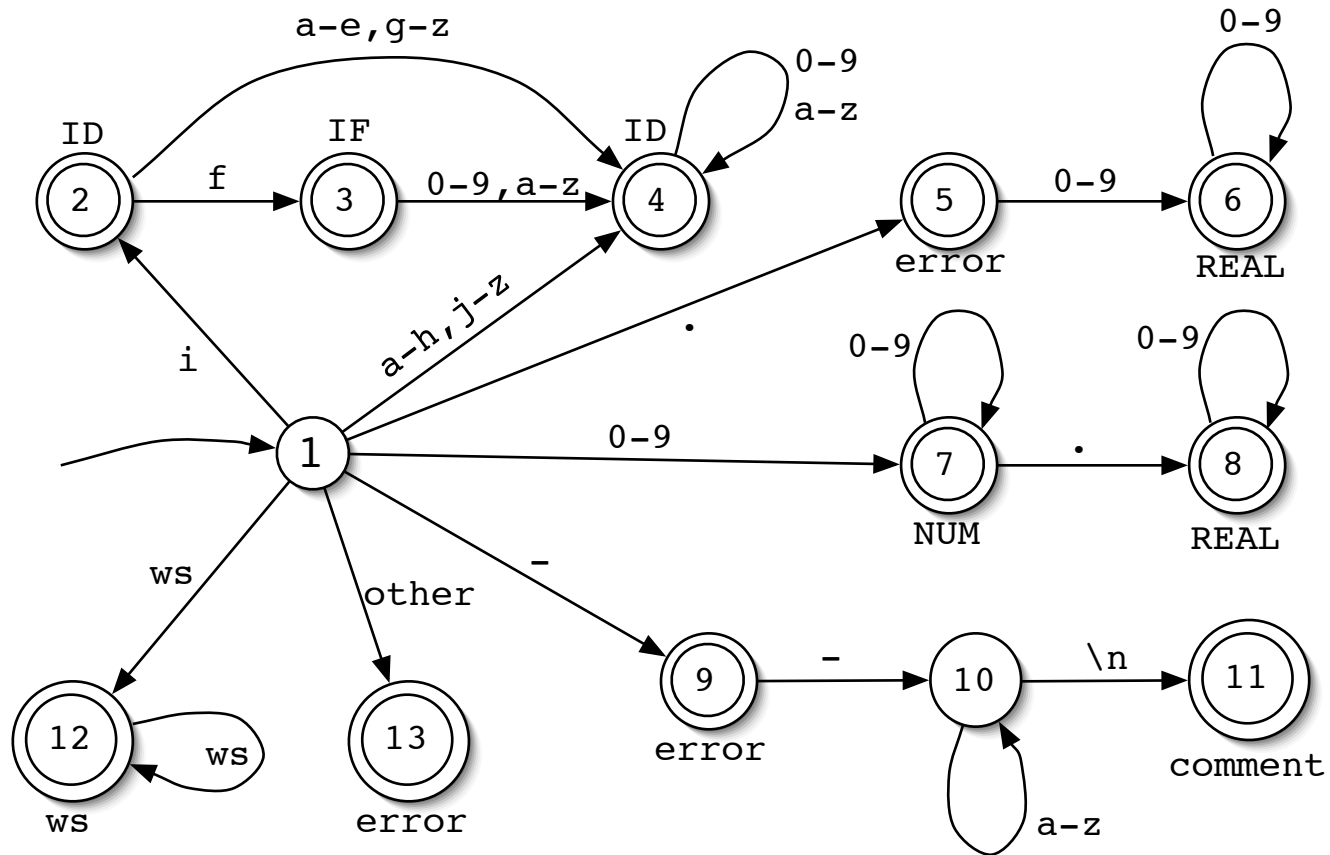 a-e,g-z
0-9
0-9
a-z
ID
IF
ID
2
f
3
0-9,a-z
4
5
0-9
6
error
REAL
i
a-h,j-z
.
0-9
0-9
1
0-9
7
.
8
NUM
REAL
ws
other
-
9
-
10
\n
11
error
comment
12
ws
13
ws
error
a-z